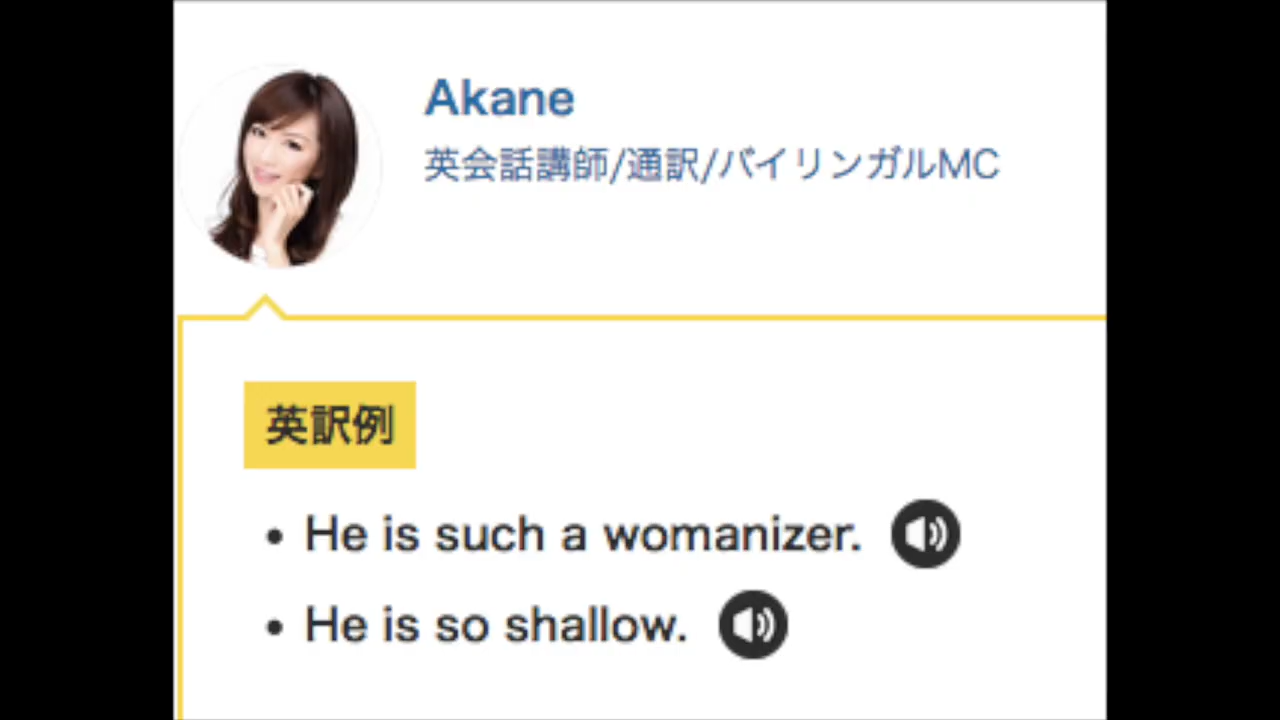 Akane
英会話講師/通訳/バイリンガルMC
英訳例
• He is such a womanizer.
• He is so shallow.